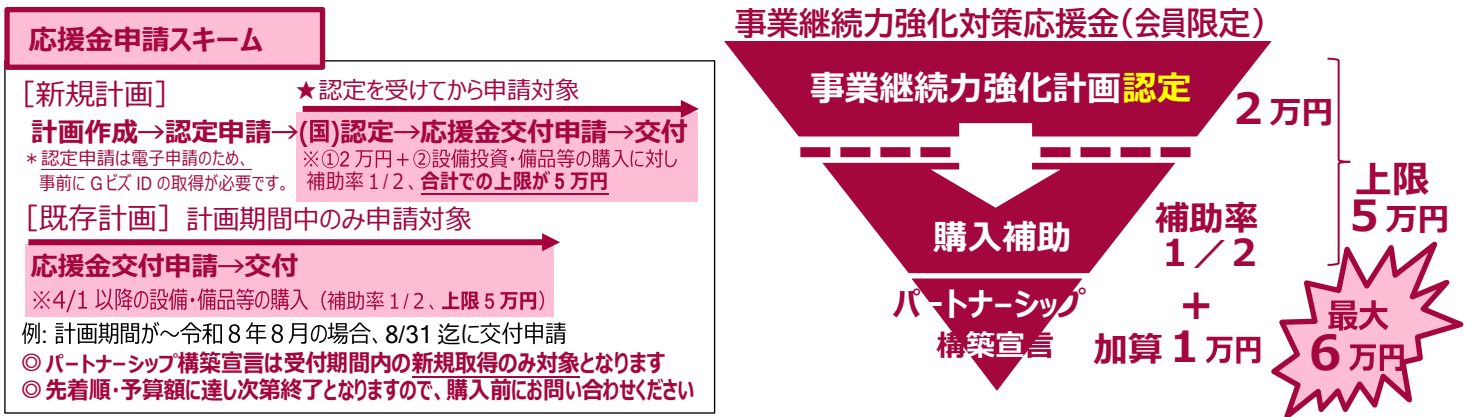 応援金申請スキーム
[新規計画]
★認定を受けてから申請対象
計画作成→認定申請→(国)認定→応援金交付申請→交付
＊認定申請は電子申請のため、
事前に G ビズ ID の取得が必要です。
※①2 万円＋②設備投資・備品等の購入に対し
補助率 1/2、合計での上限が 5 万円
[既存計画] 計画期間中のみ申請対象
応援金交付申請→交付
※4/1 以降の設備・備品等の購入（補助率 1/2、上限 5 万円）
例: 計画期間が～令和 8 年 8 月の場合、8/31 迄に交付申請
◎ パートナーシップ構築宣言は受付期間内の新規取得のみ対象となります
◎ 先着順・予算額に達し次第終了となりますので、購入前にお問い合わせください
事業継続力強化対策応援金（会員限定）
事業継続力強化計画認定
2 万円
購入補助
補助率
1／2
上限
5 万円
パートナーシップ
構築宣言
＋
加算 1 万円
最大
6 万円